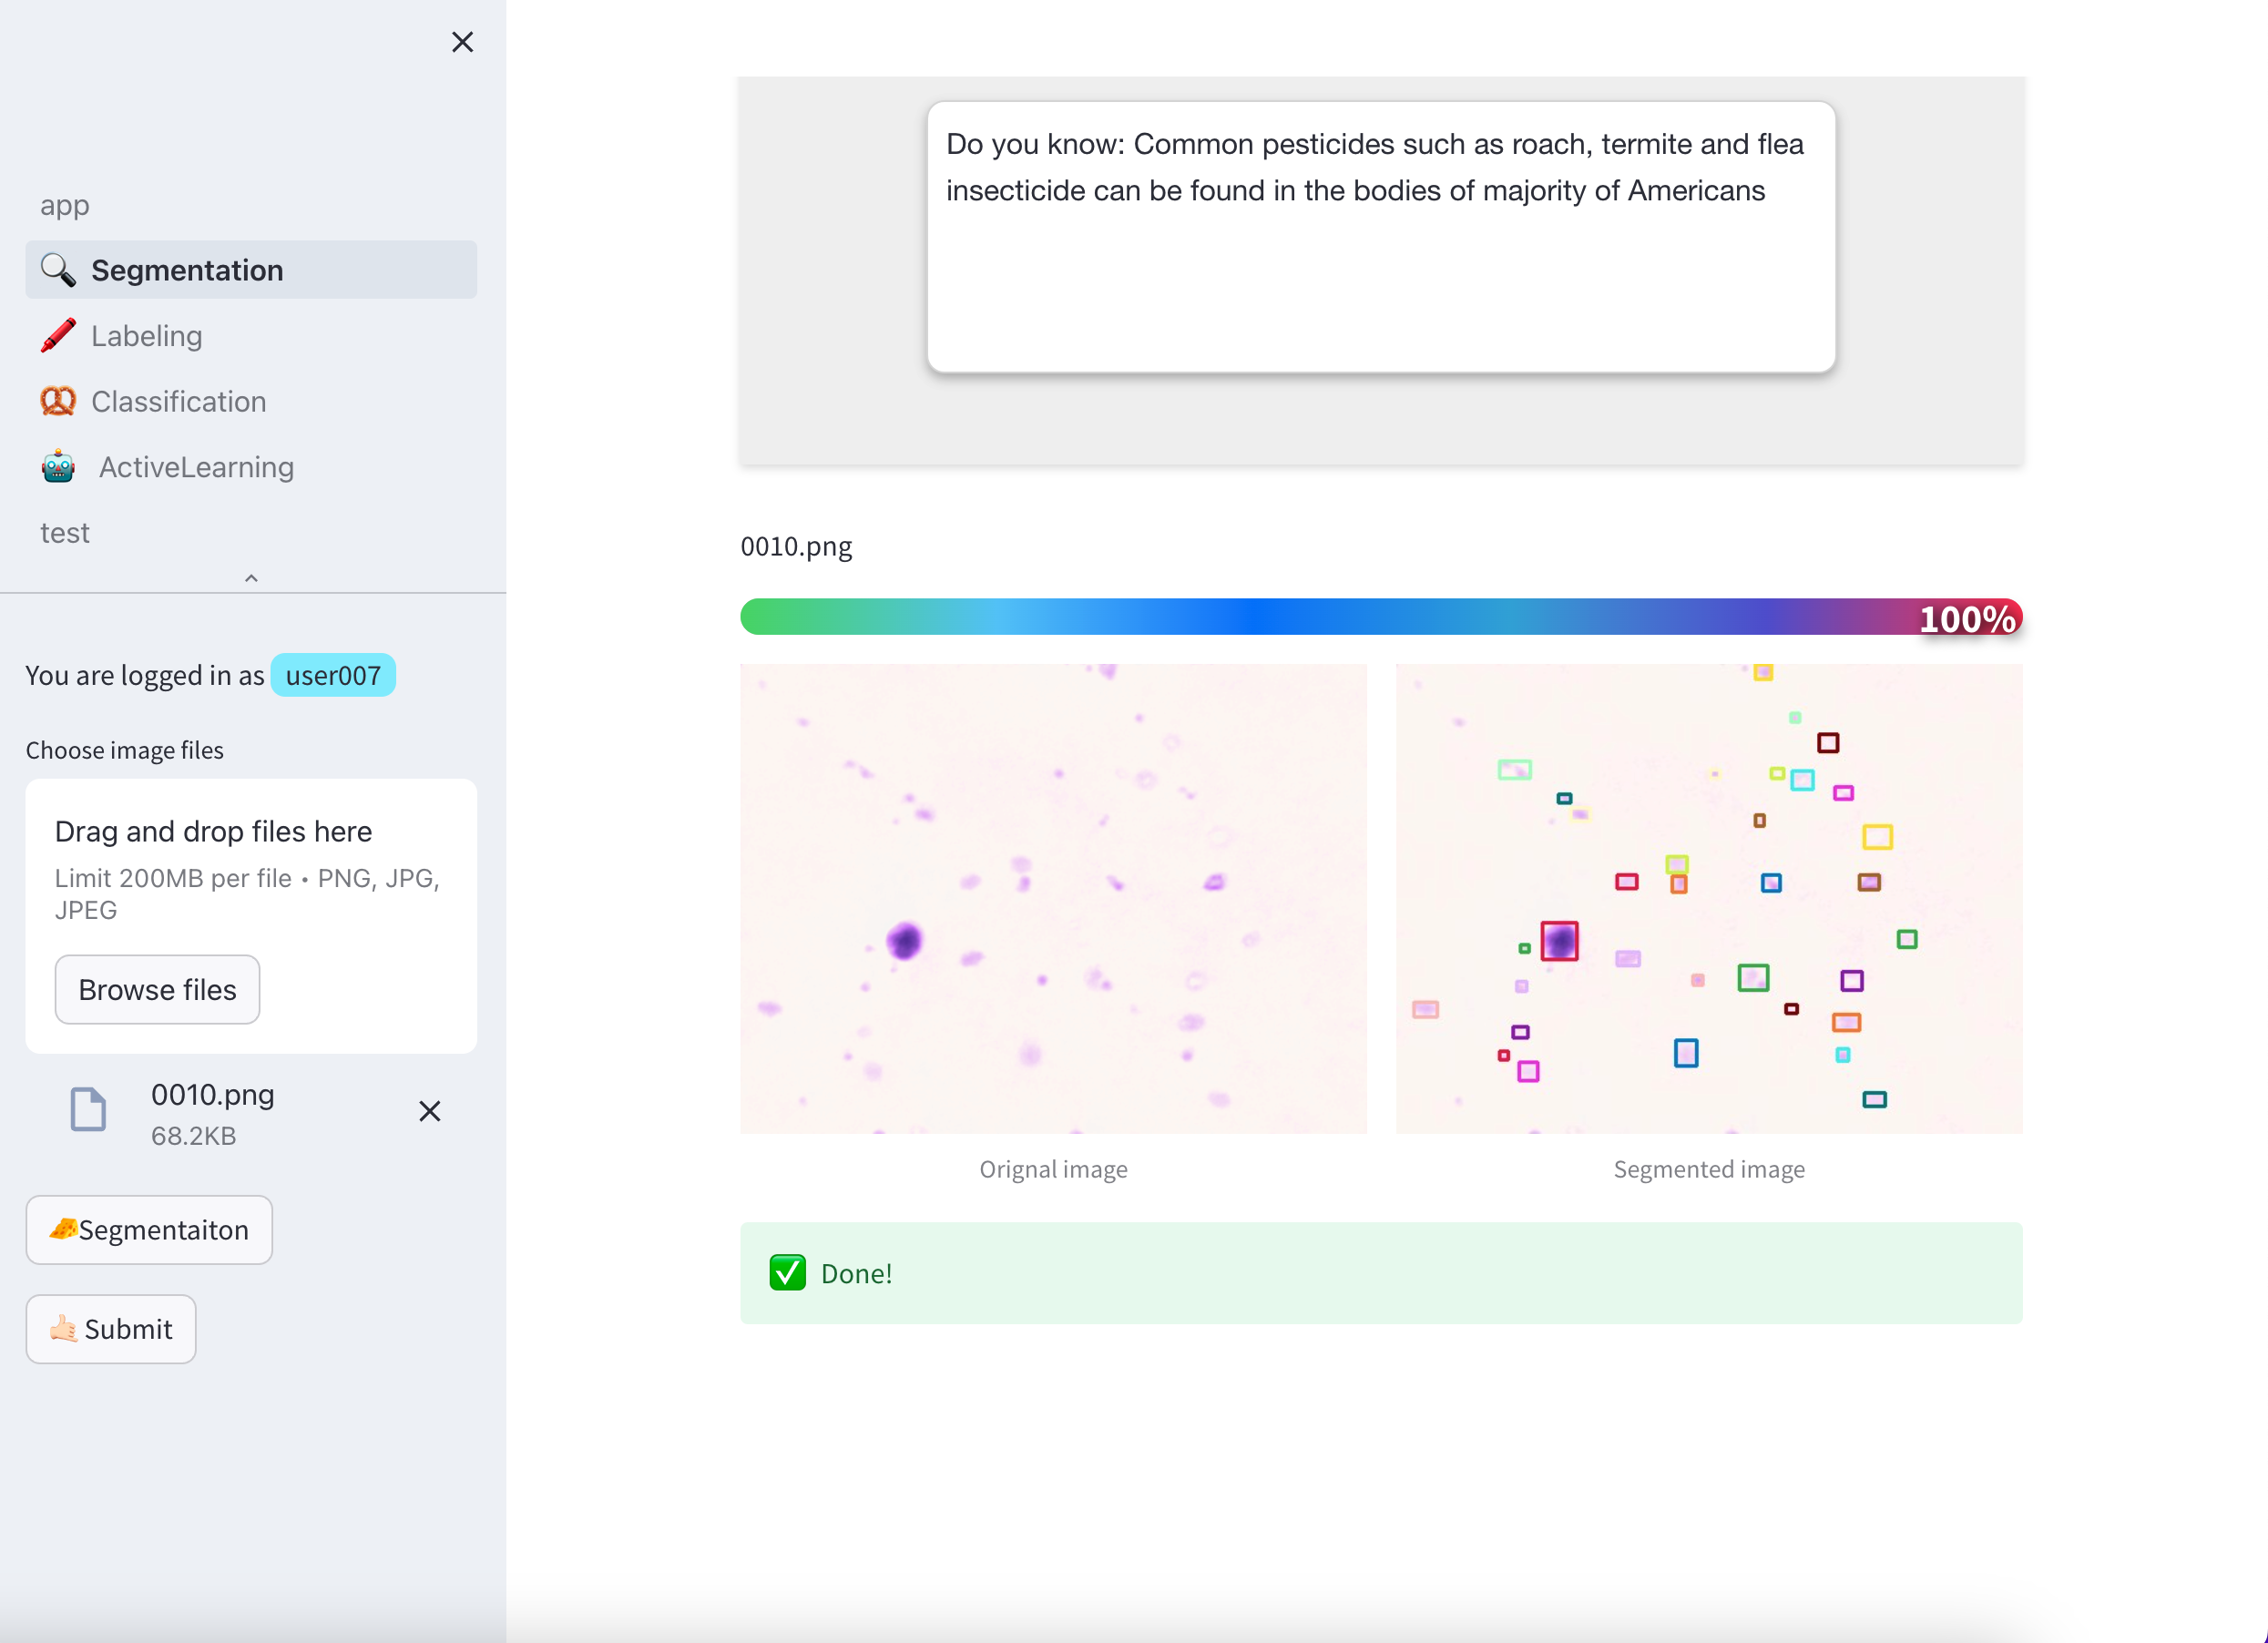 app
Segmentation
Labeling
Classification
ActiveLearning
test
You are logged in as user007
Choose image files
Drag and drop files here
Limit 200MB per file • PNG, JPG,
JPEG
Browse files
0010.png
68.2KB
Segmentaiton
Submit
Do you know: Common pesticides such as roach, termite and flea
insecticide can be found in the bodies of majority of Americans
0010.png
100%
Orignal image
Segmented image
Done!